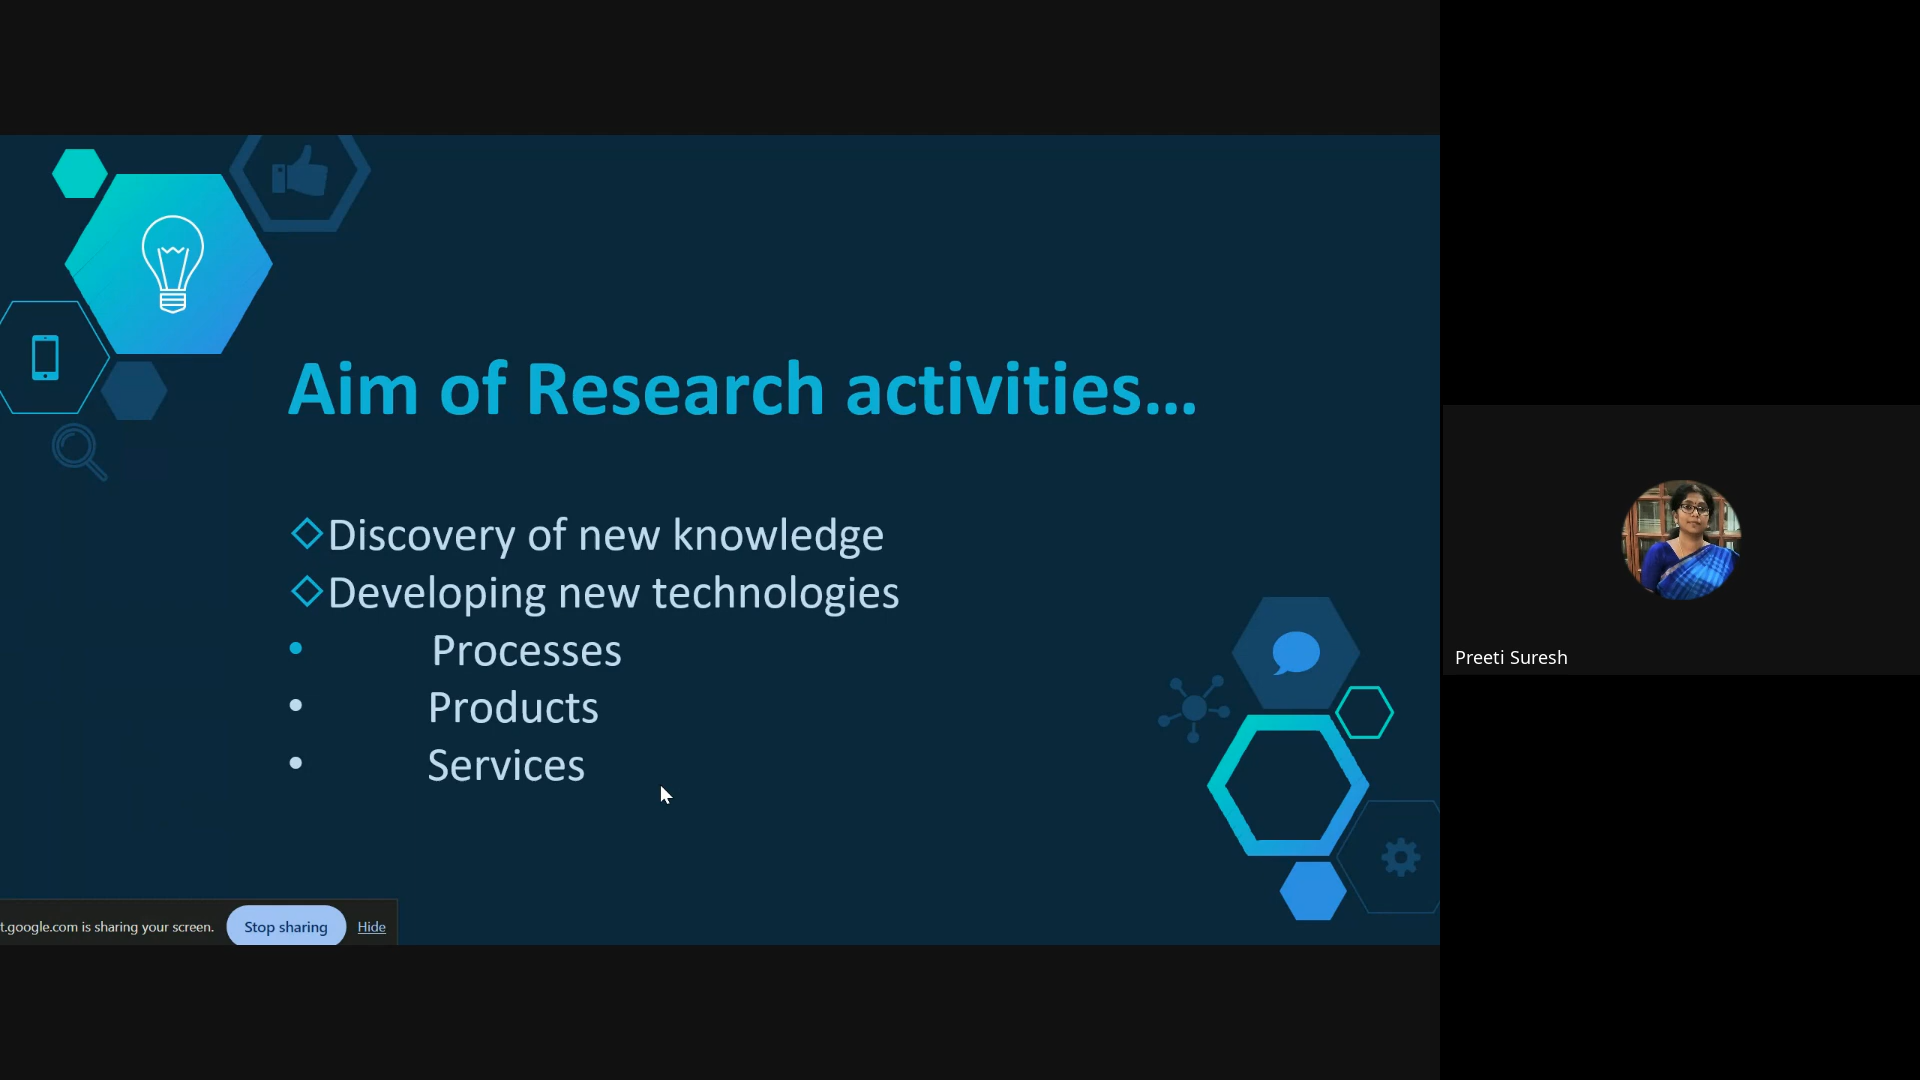 Aim of Research activities...
Discovery of new knowledge
Developing new technologies
Processes
Products
Services
Preeti Suresh
t.google.com is sharing your screen. Stop sharing Hide